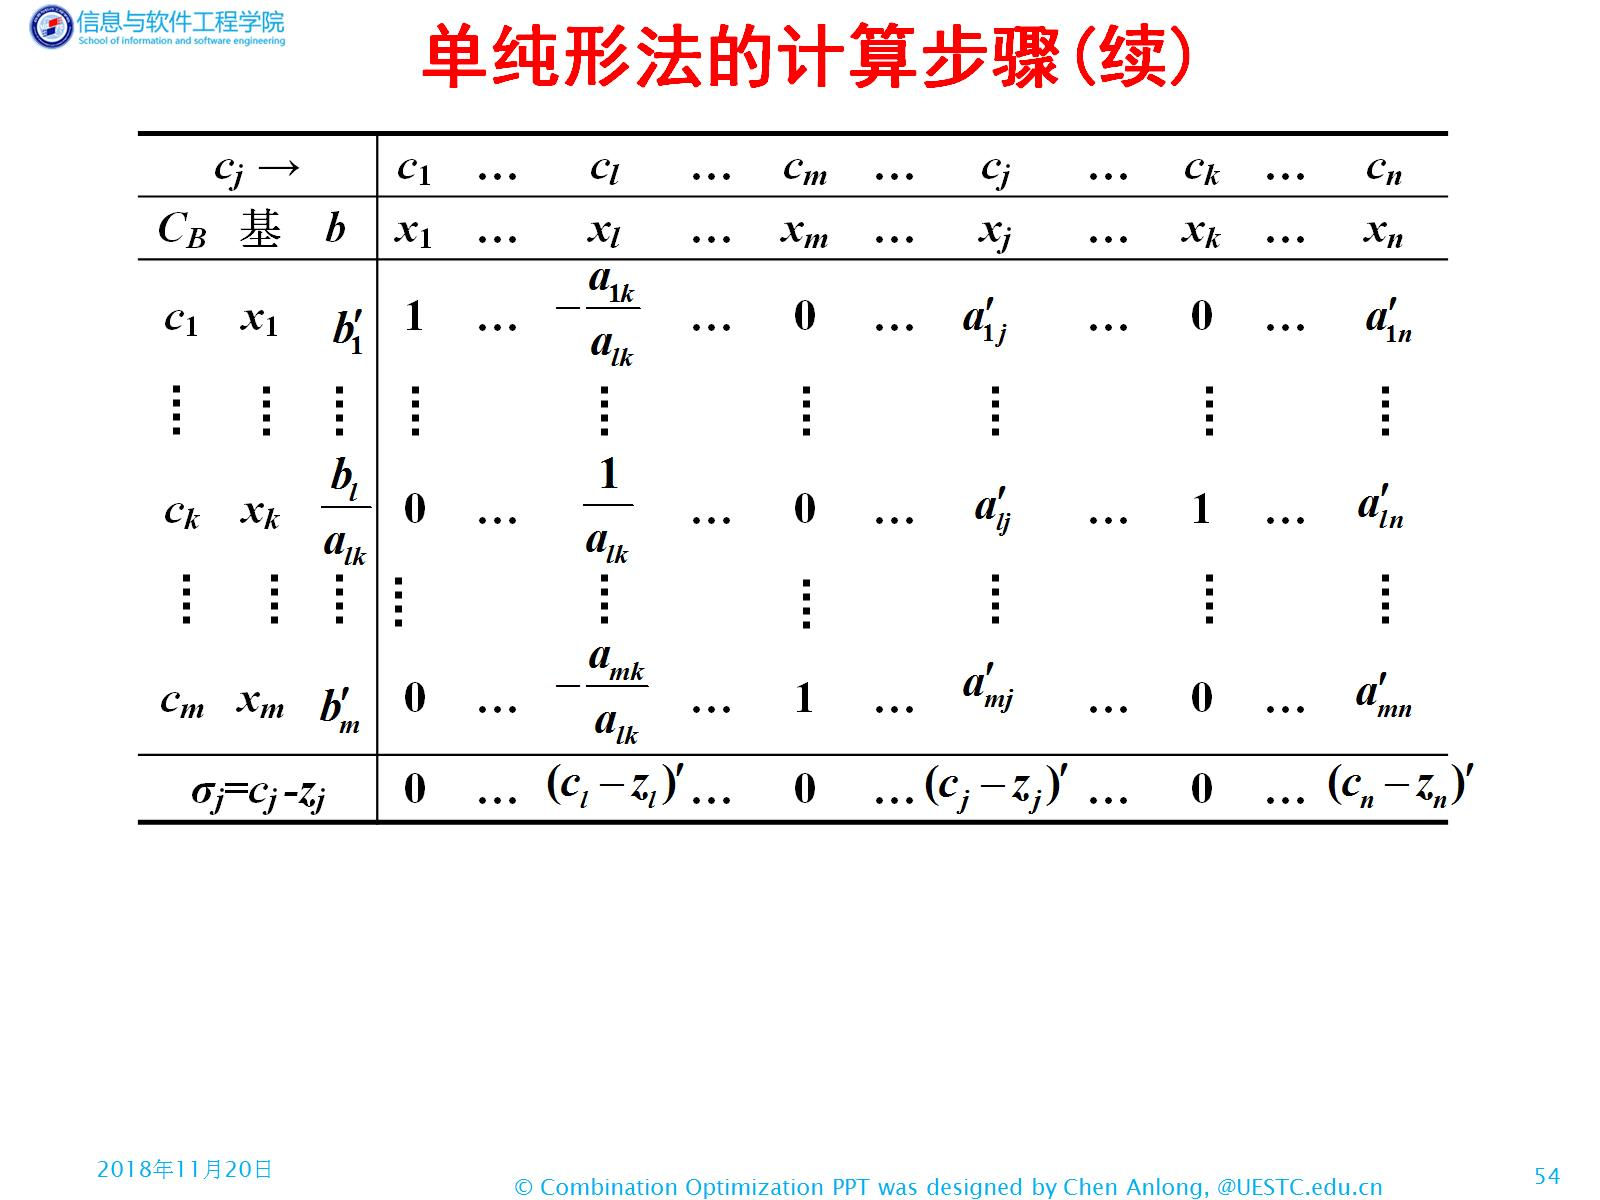 信息与软件工程学院
School of information and software engineering
单纯形法的计算步骤(续)
cj → c1 … cl … cm … cj … ck … cn
CB 基 b x1 … xl … xm … xj … xk … xn
c1 x1 b′1 1 … −a1k/alk … 0 … a′1j … 0 … a′1n
⋮ ⋮ ⋮ ⋮ ⋮ ⋮ ⋮ ⋮ ⋮
ck xk bl/alk 0 … 1/alk … 0 … a′lj … 1 … a′ln
⋮ ⋮ ⋮ ⋮ ⋮ ⋮ ⋮ ⋮ ⋮
cm xm b′m 0 … −amk/alk … 1 … a′mj … 0 … a′mn
σj=cj-zj 0 … (cl − zl)′ … 0 … (cj − zj)′ … 0 … (cn − zn)′
2018年11月20日
© Combination Optimization PPT was designed by Chen Anlong, @UESTC.edu.cn
54